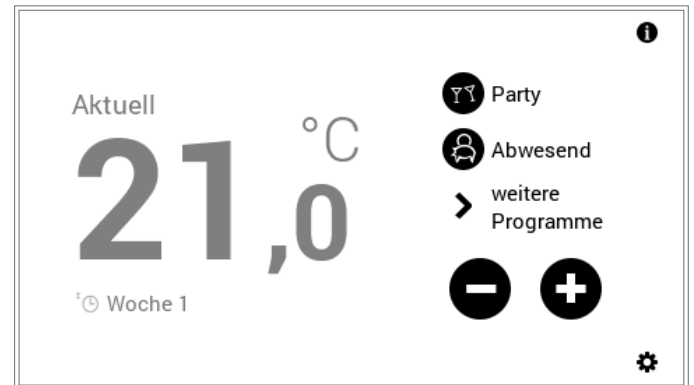 Aktuell
21,0 °C
Woche 1
Party
Abwesend
weitere
Programme